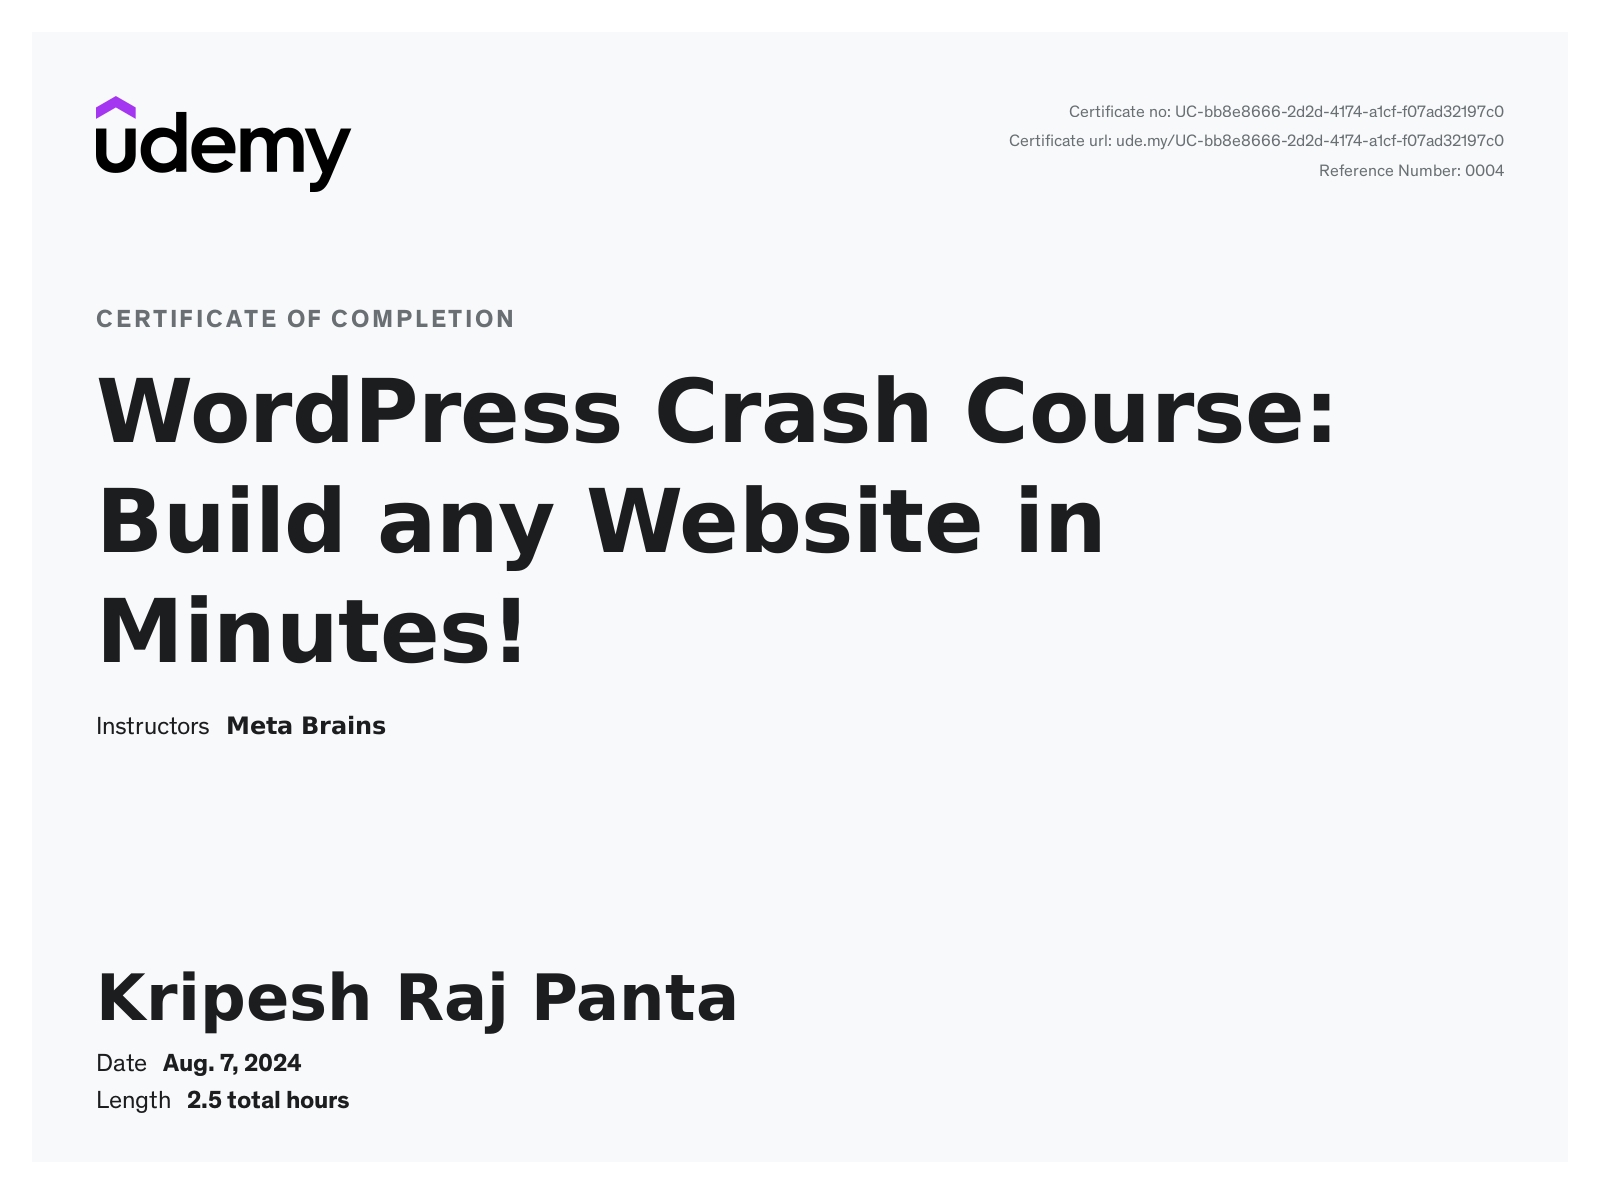 udemy
Certificate no: UC-bb8e8666-2d2d-4174-a1cf-f07ad32197c0
Certificate url: ude.my/UC-bb8e8666-2d2d-4174-a1cf-f07ad32197c0
Reference Number: 0004
CERTIFICATE OF COMPLETION
WordPress Crash Course:
Build any Website in
Minutes!
Instructors Meta Brains
Kripesh Raj Panta
Date Aug. 7, 2024
Length 2.5 total hours